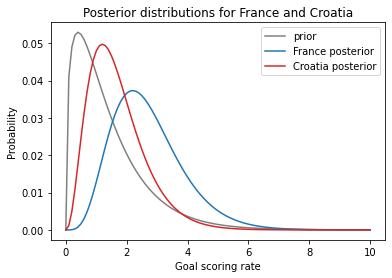 Posterior distributions for France and Croatia
prior
France posterior
Croatia posterior
0.05
0.04
0.03
0.02
0.01
0.00
Probability
0
2
4
6
8
10
Goal scoring rate